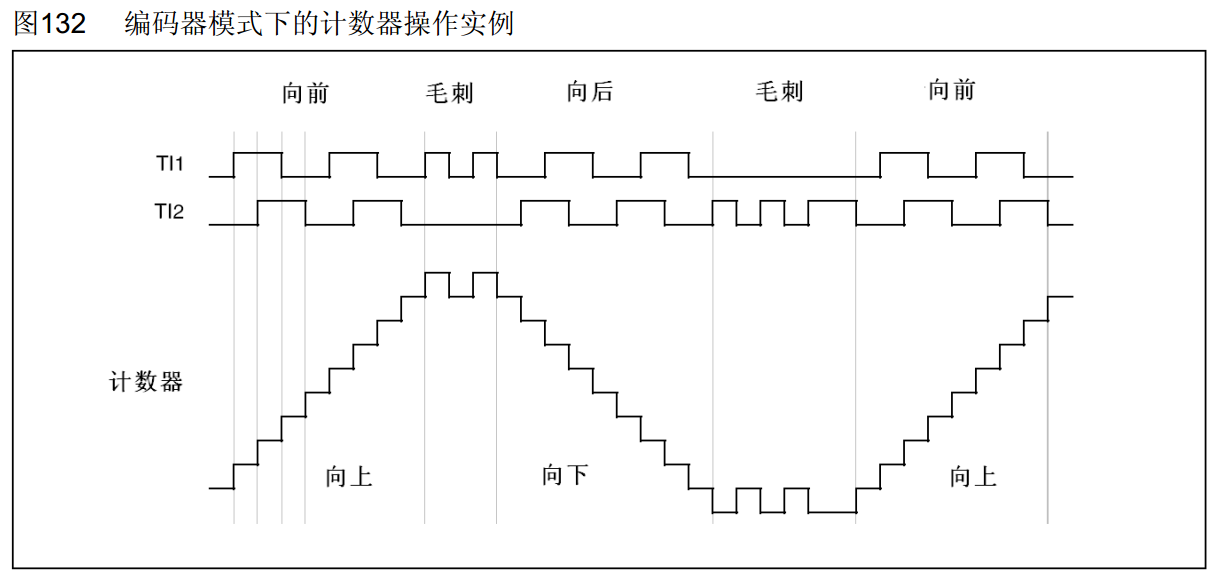 图132 编码器模式下的计数器操作实例
向前 毛刺 向后 毛刺 向前
TI1
TI2
计数器
向上 向下 向上